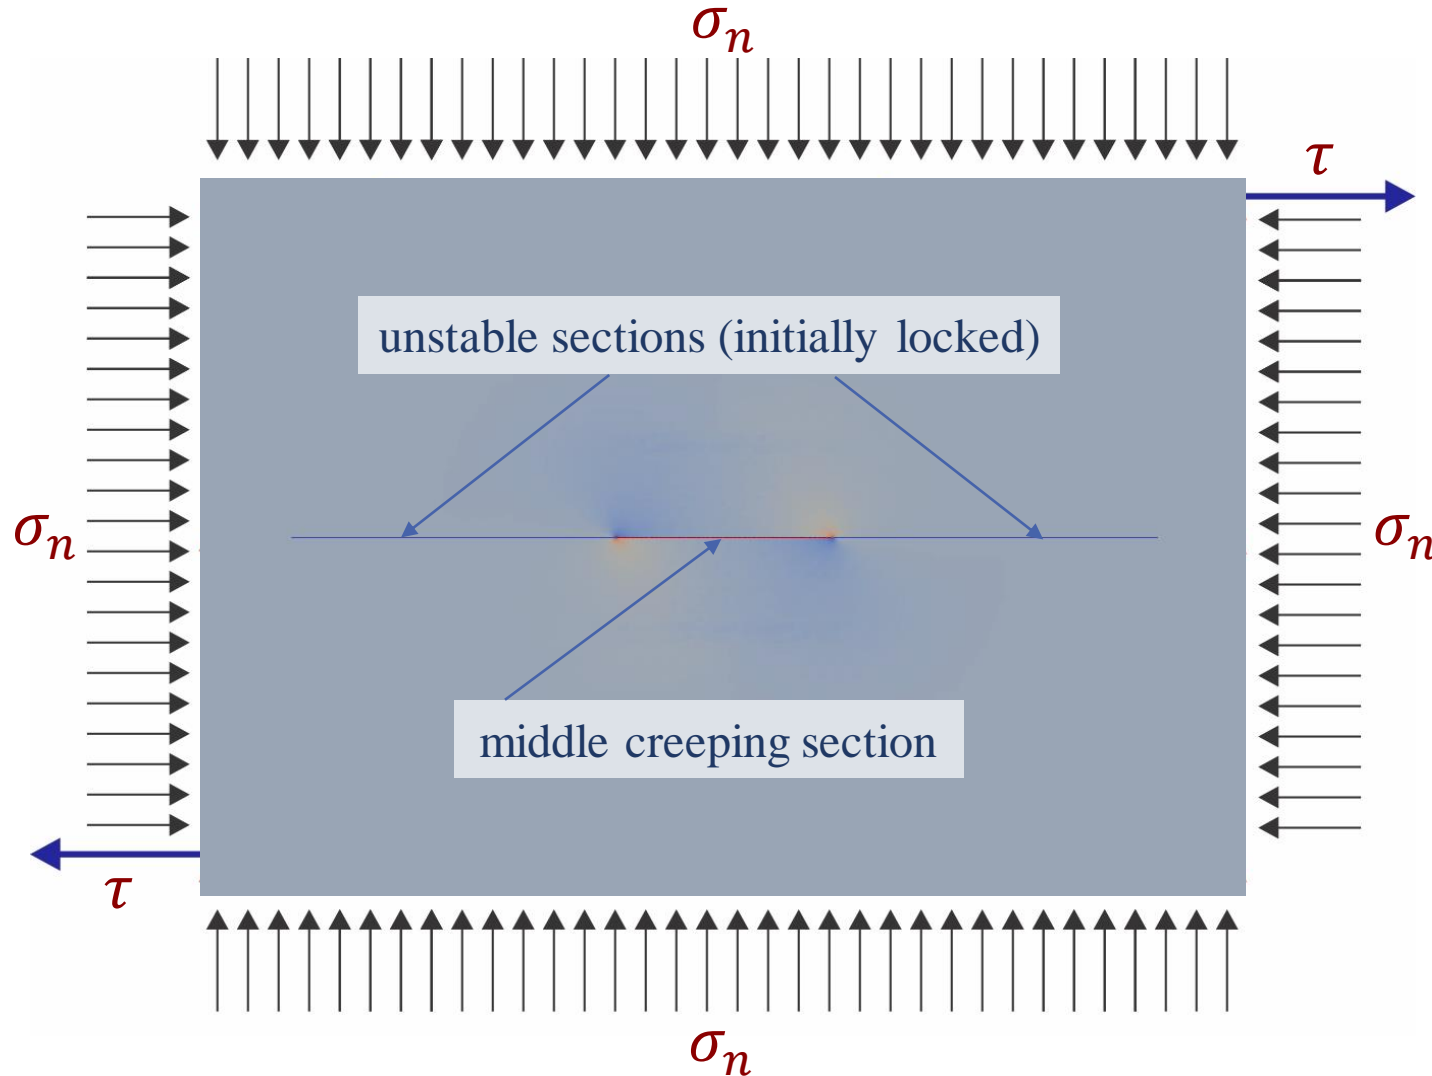 σₙ
τ
unstable sections (initially locked)
σₙ
σₙ
middle creeping section
τ
σₙ